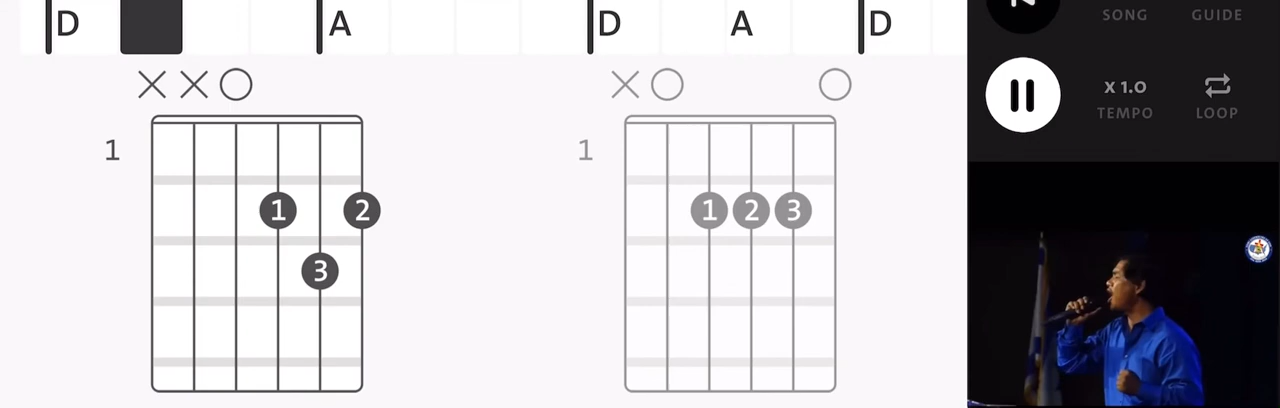 D A D A D
SONG GUIDE
1 1
x 1.0
TEMPO LOOP
1 2 1 2 3
3